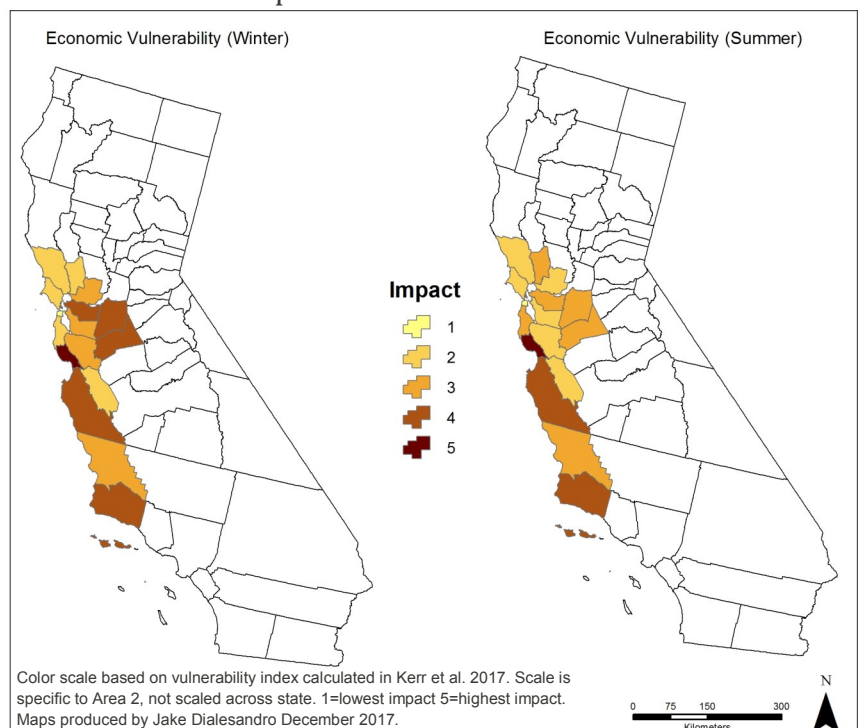 Economic Vulnerability (Winter)
Economic Vulnerability (Summer)
Impact
1
2
3
4
5
Color scale based on vulnerability index calculated in Kerr et al. 2017. Scale is
specific to Area 2, not scaled across state. 1=lowest impact 5=highest impact.
Maps produced by Jake Dialesandro December 2017.
N
0 75 150 300
Kilometers